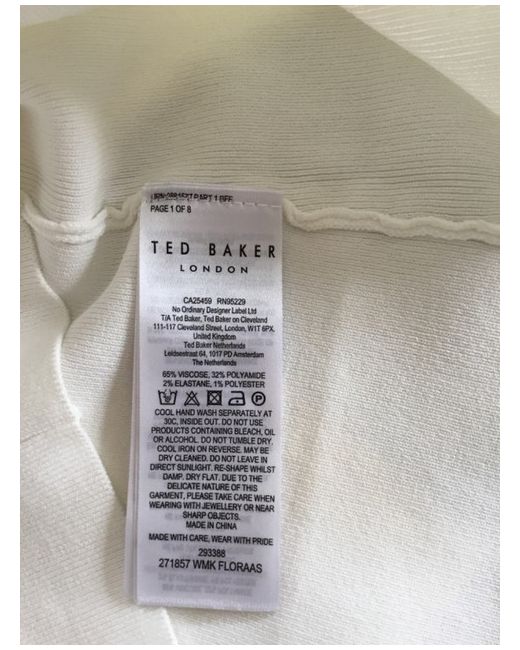 PART 1 OFF
PAGE 1 OF 8
TED BAKER
LONDON
CA25459 RN95229
No Ordinary Designer Label Ltd
T/A Ted Baker, Ted Baker on Cleveland
111-117 Cleveland Street, London, W1T 6PX,
United Kingdom
Ted Baker Netherlands
Leidsestraat 64, 1017 PD Amsterdam
The Netherlands
65% VISCOSE, 32% POLYAMIDE
2% ELASTANE, 1% POLYESTER
P
COOL HAND WASH SEPARATELY AT
30C, INSIDE OUT. DO NOT USE
PRODUCTS CONTAINING BLEACH, OIL
OR ALCOHOL. DO NOT TUMBLE DRY.
COOL IRON ON REVERSE. MAY BE
DRY CLEANED. DO NOT LEAVE IN
DIRECT SUNLIGHT. RE-SHAPE WHILST
DAMP. DRY FLAT. DUE TO THE
DELICATE NATURE OF THIS
GARMENT, PLEASE TAKE CARE WHEN
WEARING WITH JEWELLERY OR NEAR
SHARP OBJECTS.
MADE IN CHINA
MADE WITH CARE, WEAR WITH PRIDE
293388
271857 WMK FLORAAS